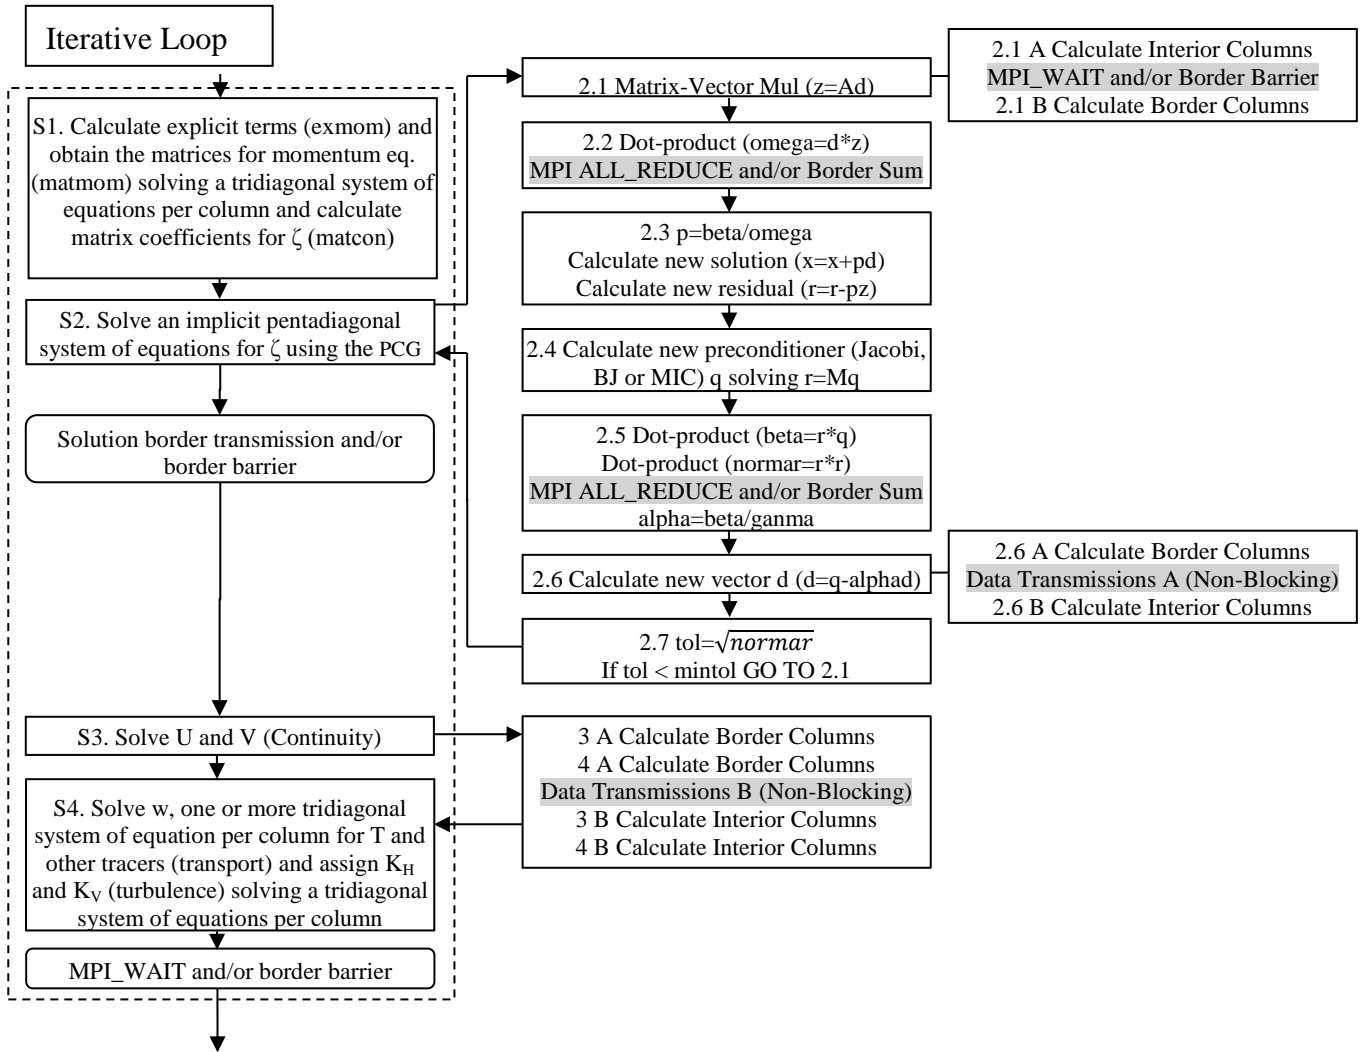 Iterative Loop
S1. Calculate explicit terms (exmom) and
obtain the matrices for momentum eq.
(matmom) solving a tridiagonal system of
equations per column and calculate
matrix coefficients for ζ (matcon)
S2. Solve an implicit pentadiagonal
system of equations for ζ using the PCG
Solution border transmission and/or
border barrier
S3. Solve U and V (Continuity)
S4. Solve w, one or more tridiagonal
system of equation per column for T and
other tracers (transport) and assign K_H
and K_V (turbulence) solving a tridiagonal
system of equations per column
MPI_WAIT and/or border barrier
2.1 Matrix-Vector Mul (z=Ad)
2.2 Dot-product (omega=d*z)
MPI ALL_REDUCE and/or Border Sum
2.3 p=beta/omega
Calculate new solution (x=x+pd)
Calculate new residual (r=r-pz)
2.4 Calculate new preconditioner (Jacobi,
BJ or MIC) q solving r=Mq
2.5 Dot-product (beta=r*q)
Dot-product (normar=r*r)
MPI ALL_REDUCE and/or Border Sum
alpha=beta/ganma
2.6 Calculate new vector d (d=q-alphad)
2.7 tol=√normar
If tol < mintol GO TO 2.1
3 A Calculate Border Columns
4 A Calculate Border Columns
Data Transmissions B (Non-Blocking)
3 B Calculate Interior Columns
4 B Calculate Interior Columns
2.1 A Calculate Interior Columns
MPI_WAIT and/or Border Barrier
2.1 B Calculate Border Columns
2.6 A Calculate Border Columns
Data Transmissions A (Non-Blocking)
2.6 B Calculate Interior Columns